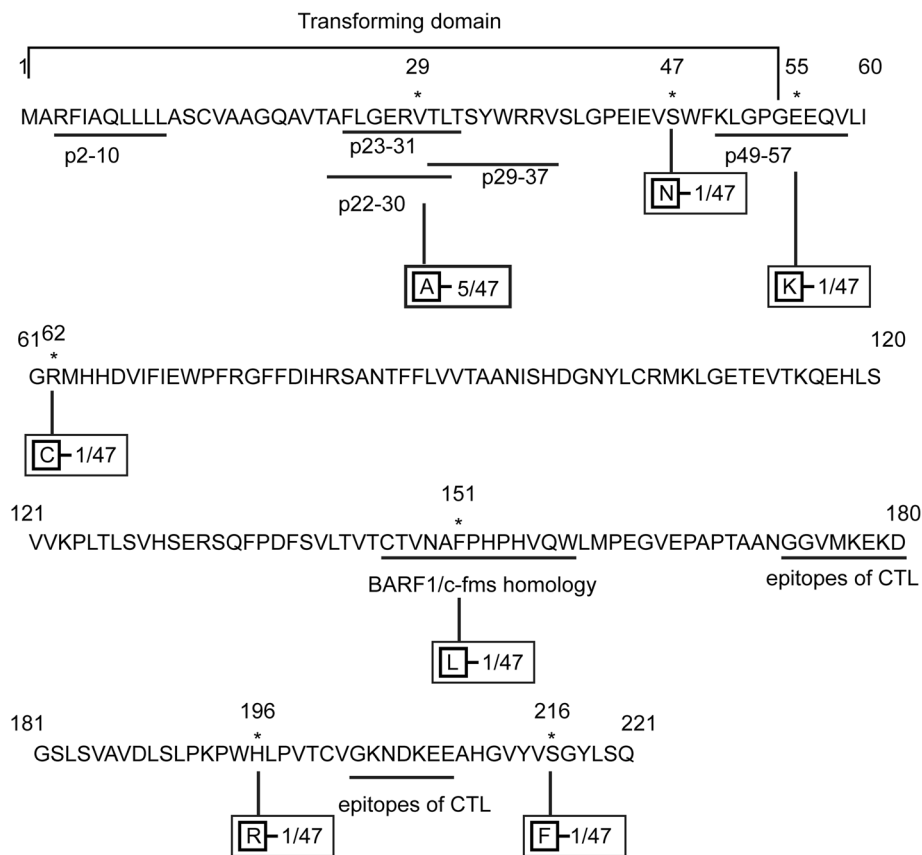 Transforming domain
1 29 47 55 60
* * *
MARFIAQLLLLASCVAAGQAVTAFLGERVTLTSYWRRVSLGPEIEVSWFKLGPGEEQVLI
p2-10 p23-31 p29-37 p49-57
p22-30
N 1/47
A 5/47 K 1/47
61 62 120
*
GRMHHDVIFIEWPFRGFFDIHRSANTFFLVVTAANISHDGNYLCRMKLGETEVTKQEHLS
C 1/47
121 151 180
*
VVKPLTLSVHSERSQFPDFSVLTVTCTVNAFPHPHVQWLMPEGVEPAPTAANGGVMKEKD
BARF1/c-fms homology epitopes of CTL
L 1/47
181 196 216 221
* *
GSLSVAVDLSLPKPWHLPVTCVGKNDKEEAHGVYVSGYLSQ
epitopes of CTL
R 1/47 F 1/47